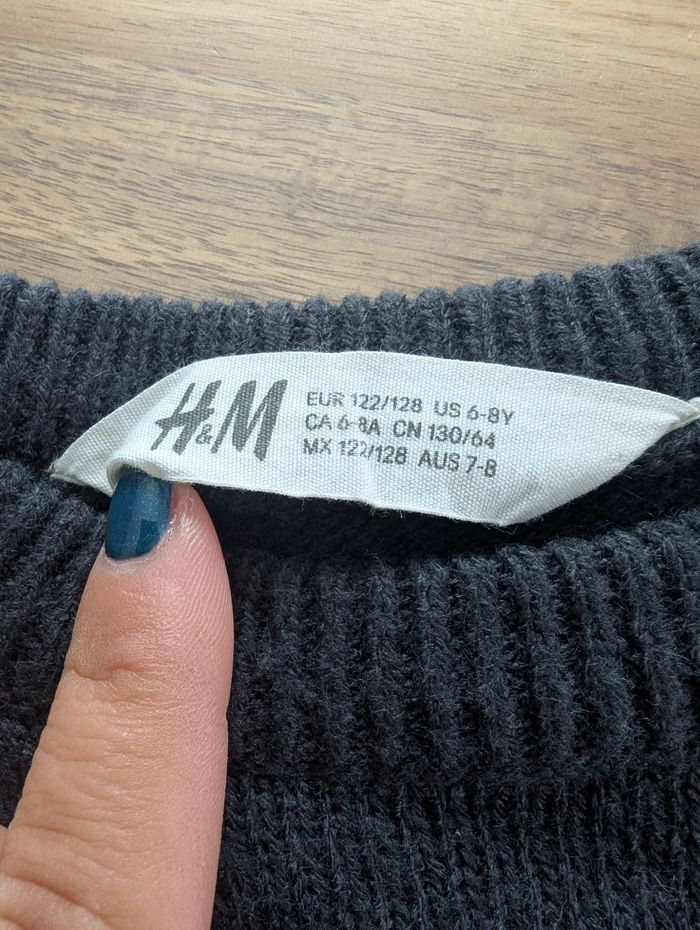 H&M
EUR 122/128 US 6-8Y
CA 6-8A CN 130/64
MX 122/128 AUS 7-8